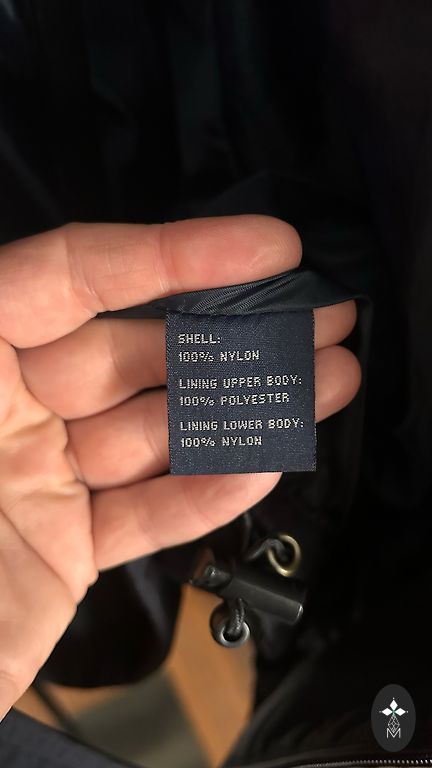 SHELL:
100% NYLON
LINING UPPER BODY:
100% POLYESTER
LINING LOWER BODY:
100% NYLON
M